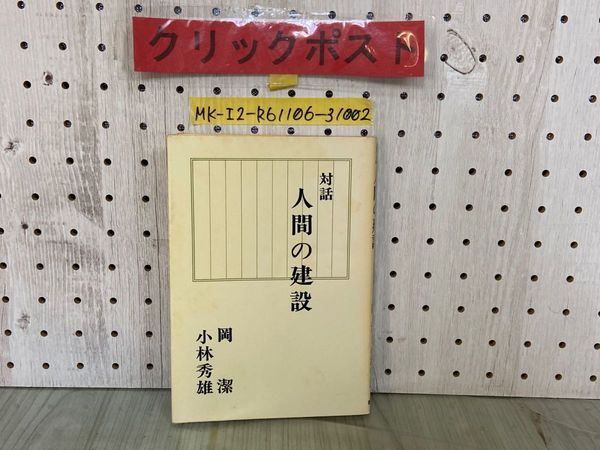 クリックポスト
MK-I2-R61106-31002
対話
人間の建設
岡潔
小林秀雄